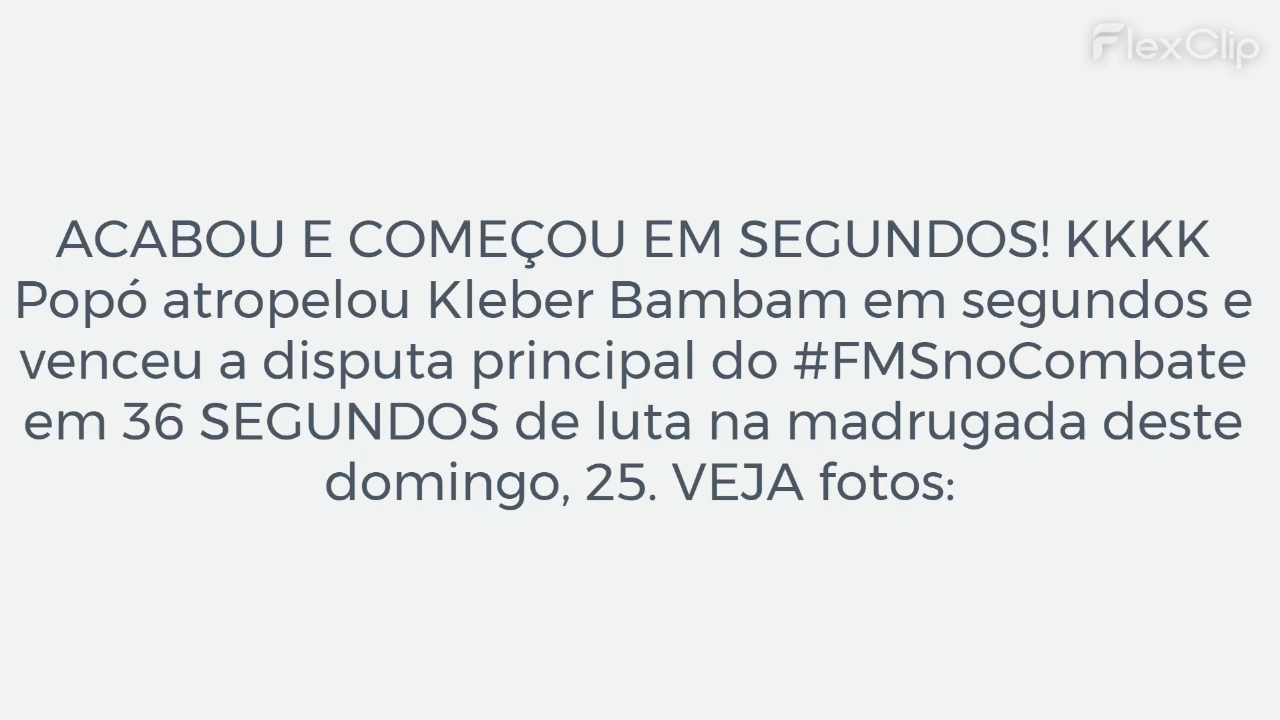 FlexClip
ACABOU E COMEÇOU EM SEGUNDOS! KKKK
Popó atropelou Kleber Bambam em segundos e
venceu a disputa principal do #FMSnoCombate
em 36 SEGUNDOS de luta na madrugada deste
domingo, 25. VEJA fotos: